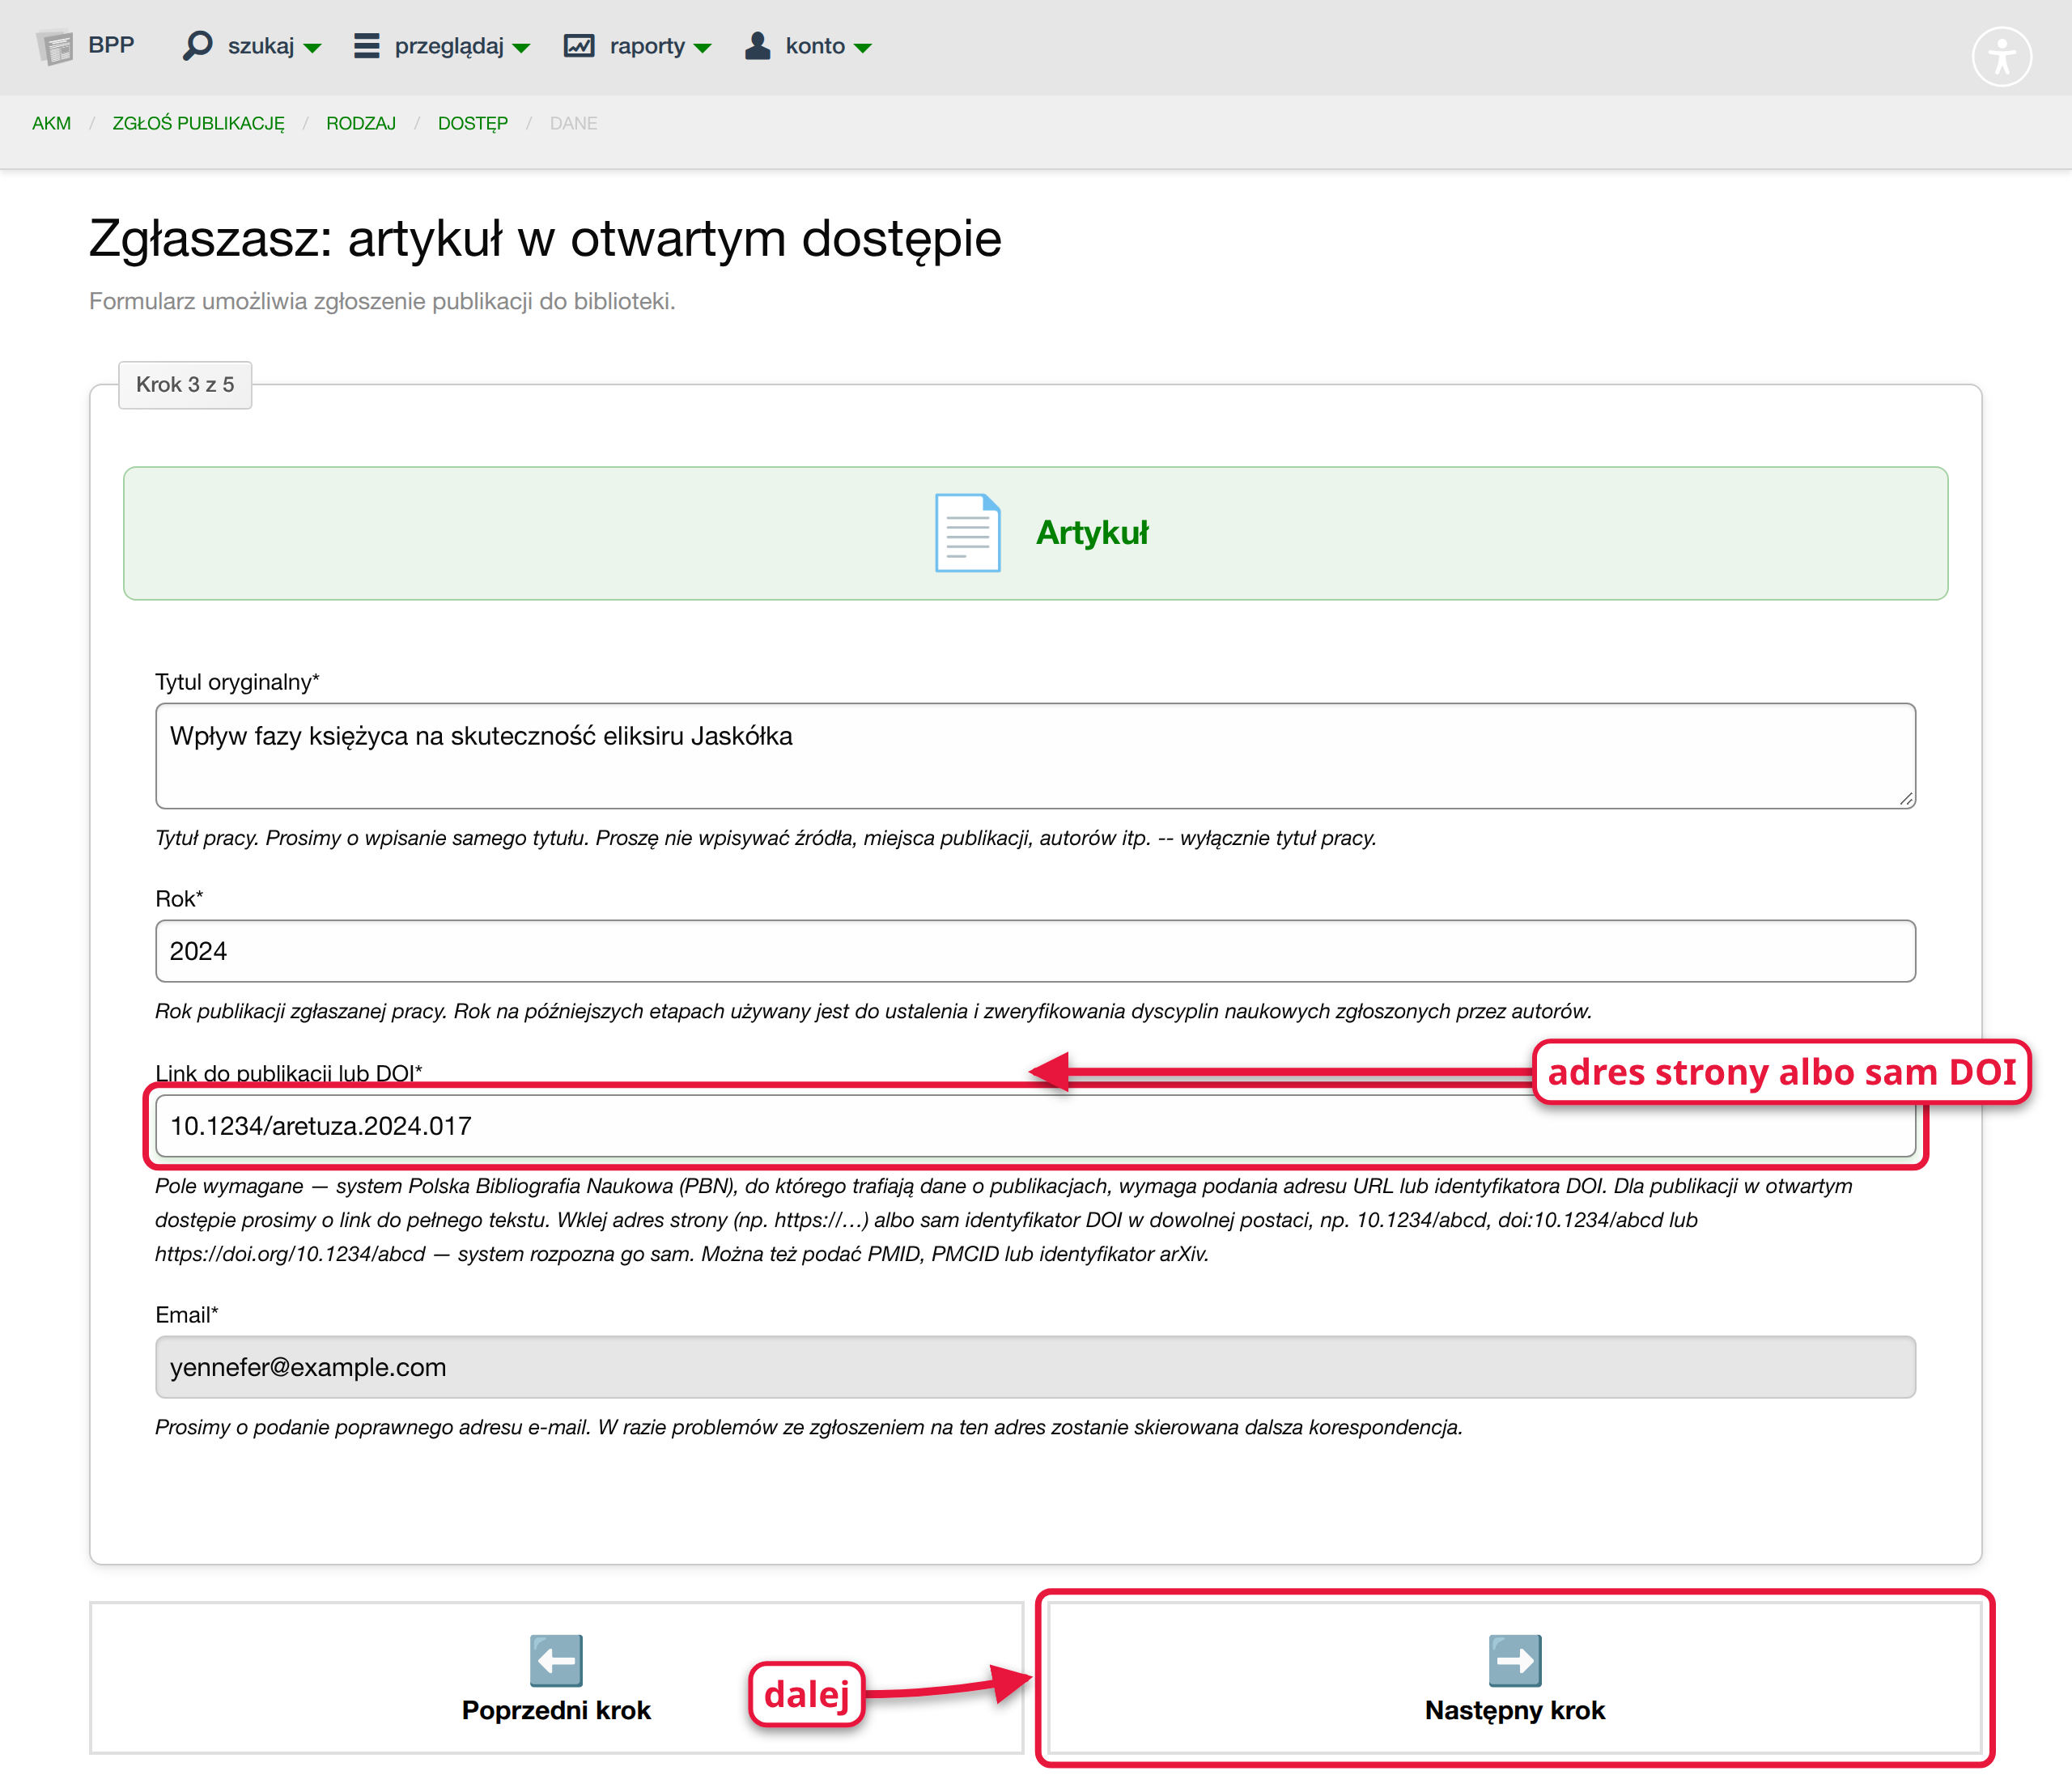 BPP szukaj przeglądaj raporty konto
AKM / ZGŁOŚ PUBLIKACJĘ / RODZAJ / DOSTĘP / DANE
Zgłaszasz: artykuł w otwartym dostępie
Formularz umożliwia zgłoszenie publikacji do biblioteki.
Krok 3 z 5
Artykuł
Tytul oryginalny*
Wpływ fazy księżyca na skuteczność eliksiru Jaskółka
Tytuł pracy. Prosimy o wpisanie samego tytułu. Proszę nie wpisywać źródła, miejsca publikacji, autorów itp. -- wyłącznie tytuł pracy.
Rok*
2024
Rok publikacji zgłaszanej pracy. Rok na późniejszych etapach używany jest do ustalenia i zweryfikowania dyscyplin naukowych zgłoszonych przez autorów.
Link do publikacji lub DOI*
adres strony albo sam DOI
10.1234/aretuza.2024.017
Pole wymagane — system Polska Bibliografia Naukowa (PBN), do którego trafiają dane o publikacjach, wymaga podania adresu URL lub identyfikatora DOI. Dla publikacji w otwartym
dostępie prosimy o link do pełnego tekstu. Wklej adres strony (np. https://…) albo sam identyfikator DOI w dowolnej postaci, np. 10.1234/abcd, doi:10.1234/abcd lub
https://doi.org/10.1234/abcd — system rozpozna go sam. Można też podać PMID, PMCID lub identyfikator arXiv.
Email*
yennefer@example.com
Prosimy o podanie poprawnego adresu e-mail. W razie problemów ze zgłoszeniem na ten adres zostanie skierowana dalsza korespondencja.
Poprzedni krok
dalej
Następny krok